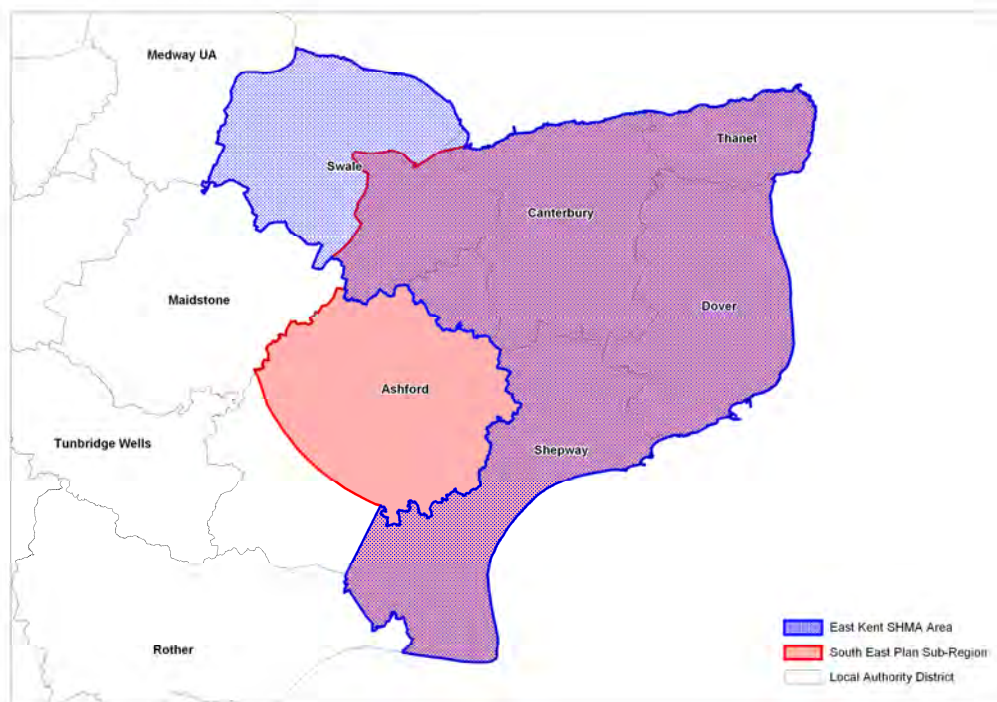 Medway UA
Thanet
Swale
Canterbury
Maidstone
Dover
Ashford
Tunbridge Wells
Shepway
East Kent SHMA Area
Rother
South East Plan Sub-Region
Local Authority District